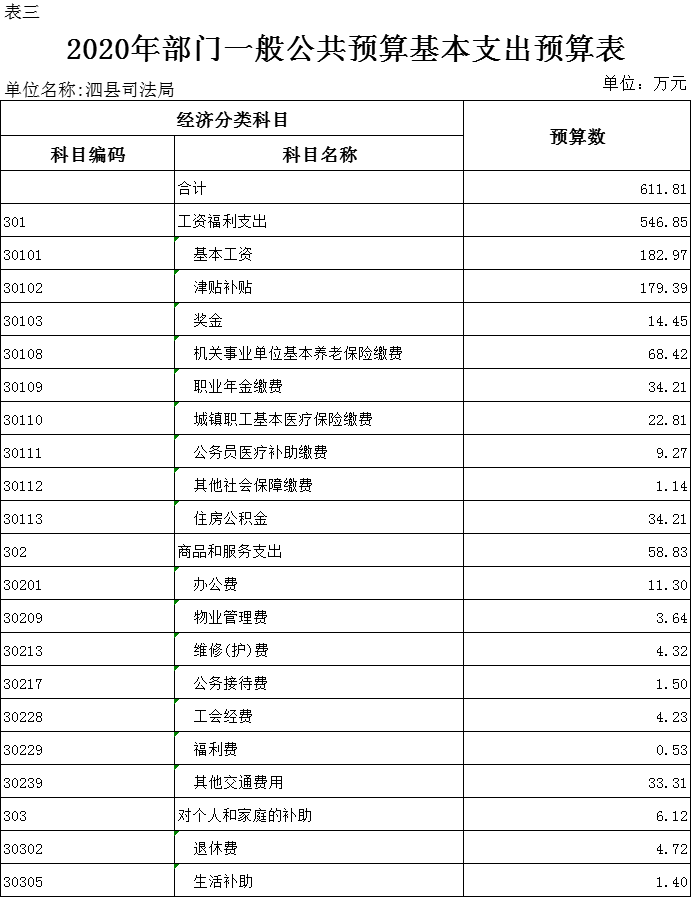 表三
2020年部门一般公共预算基本支出预算表
单位名称:泗县司法局 单位：万元
经济分类科目 预算数
科目编码 科目名称
合计 611.81
301 工资福利支出 546.85
30101 基本工资 182.97
30102 津贴补贴 179.39
30103 奖金 14.45
30108 机关事业单位基本养老保险缴费 68.42
30109 职业年金缴费 34.21
30110 城镇职工基本医疗保险缴费 22.81
30111 公务员医疗补助缴费 9.27
30112 其他社会保障缴费 1.14
30113 住房公积金 34.21
302 商品和服务支出 58.83
30201 办公费 11.30
30209 物业管理费 3.64
30213 维修(护)费 4.32
30217 公务接待费 1.50
30228 工会经费 4.23
30229 福利费 0.53
30239 其他交通费用 33.31
303 对个人和家庭的补助 6.12
30302 退休费 4.72
30305 生活补助 1.40